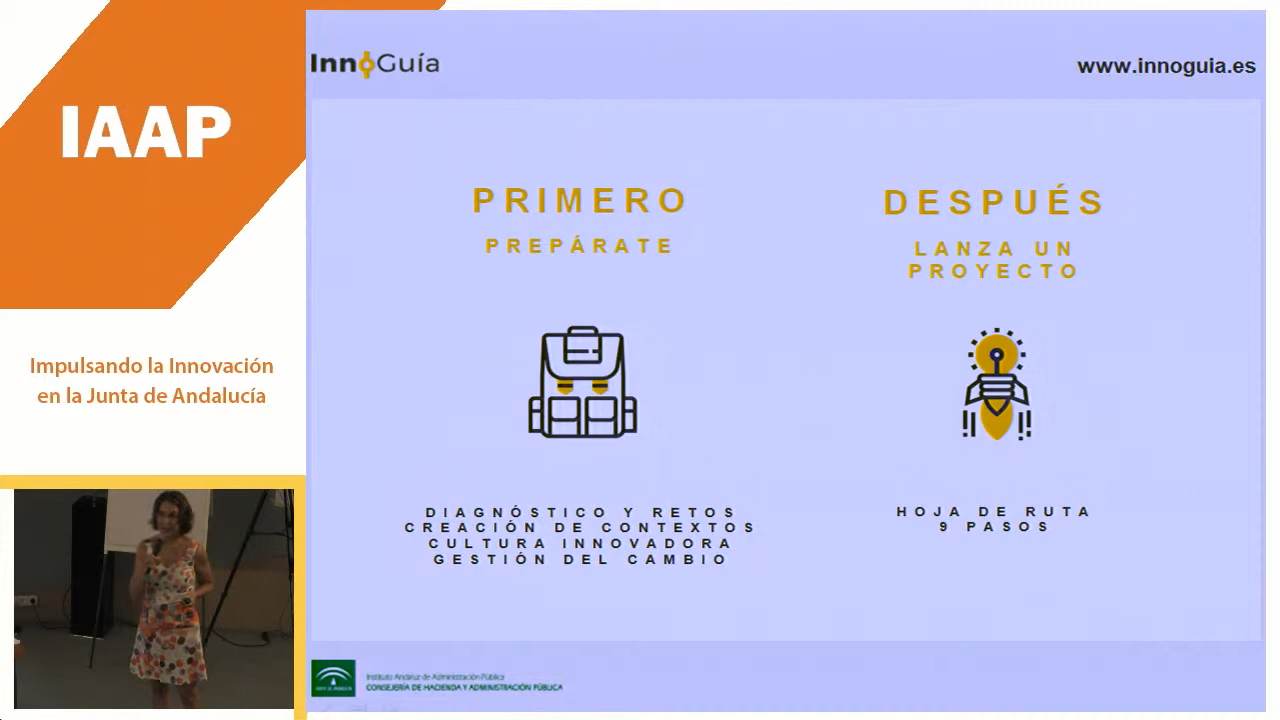 IAAP
Impulsando la Innovación
en la Junta de Andalucía
InnoGuía
www.innoguia.es
PRIMERO
PREPÁRATE
DIAGNÓSTICO Y RETOS
CREACIÓN DE CONTEXTOS
CULTURA INNOVADORA
GESTIÓN DEL CAMBIO
DESPUÉS
LANZA UN
PROYECTO
HOJA DE RUTA
9 PASOS
Instituto Andaluz de Administración Pública
CONSEJERÍA DE HACIENDA Y ADMINISTRACIÓN PÚBLICA